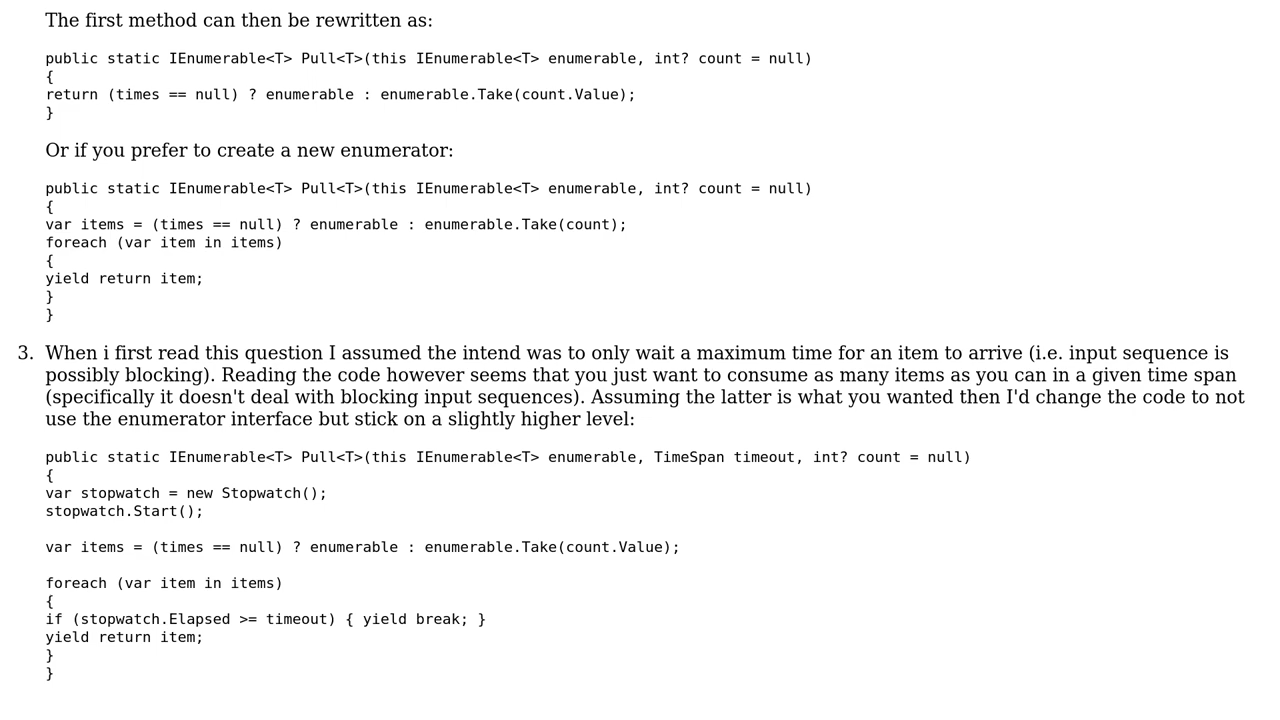 The first method can then be rewritten as:
public static IEnumerable<T> Pull<T>(this IEnumerable<T> enumerable, int? count = null)
{
return (times == null) ? enumerable : enumerable.Take(count.Value);
}
Or if you prefer to create a new enumerator:
public static IEnumerable<T> Pull<T>(this IEnumerable<T> enumerable, int? count = null)
{
var items = (times == null) ? enumerable : enumerable.Take(count);
foreach (var item in items)
{
yield return item;
}
}
3. When i first read this question I assumed the intend was to only wait a maximum time for an item to arrive (i.e. input sequence is
possibly blocking). Reading the code however seems that you just want to consume as many items as you can in a given time span
(specifically it doesn't deal with blocking input sequences). Assuming the latter is what you wanted then I'd change the code to not
use the enumerator interface but stick on a slightly higher level:
public static IEnumerable<T> Pull<T>(this IEnumerable<T> enumerable, TimeSpan timeout, int? count = null)
{
var stopwatch = new Stopwatch();
stopwatch.Start();
var items = (times == null) ? enumerable : enumerable.Take(count.Value);
foreach (var item in items)
{
if (stopwatch.Elapsed >= timeout) { yield break; }
yield return item;
}
}